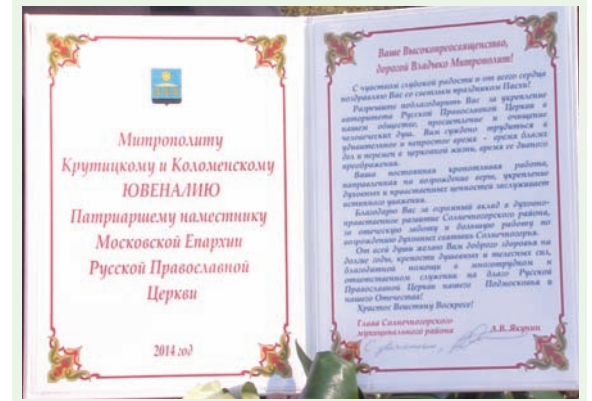 Митрополиту
Крутицкому и Коломенскому
ЮВЕНАЛИЮ
Патриаршему наместнику
Московской Епархии
Русской Православной
Церкви
2014 год
Ваше Высокопреосвященство,
дорогой Владыко Митрополит!
С чувством глубокой радости и от всего сердца
поздравляю Вас со светлым праздником Пасхи!
Разрешите поблагодарить Вас за укрепление
авторитета Русской Православной Церкви в
нашем обществе, просветление и очищение
человеческих душ. Вам суждено трудиться в
удивительное и непростое время - время благих
дел и перемен в церковной жизни, время ее дивного
преображения.
Ваша постоянная кропотливая работа,
направленная на возрождение веры, укрепление
духовных и нравственных ценностей заслуживает
истинного уважения.
Благодарю Вас за огромный вклад в духовно-
нравственное развитие Солнечногорского района,
за отеческую заботу и большую работу по
возрождению духовных святынь Солнечногорья.
От всей души желаю Вам доброго здоровья на
долгие годы, крепости душевных и телесных сил,
благодатной помощи в многотрудном и
ответственном служении на благо Русской
Православной Церкви нашего Подмосковья и
нашего Отечества!
Христос Воистину Воскресе!
Глава Солнечногорского
муниципального района А.В. Якунин
С уважением,